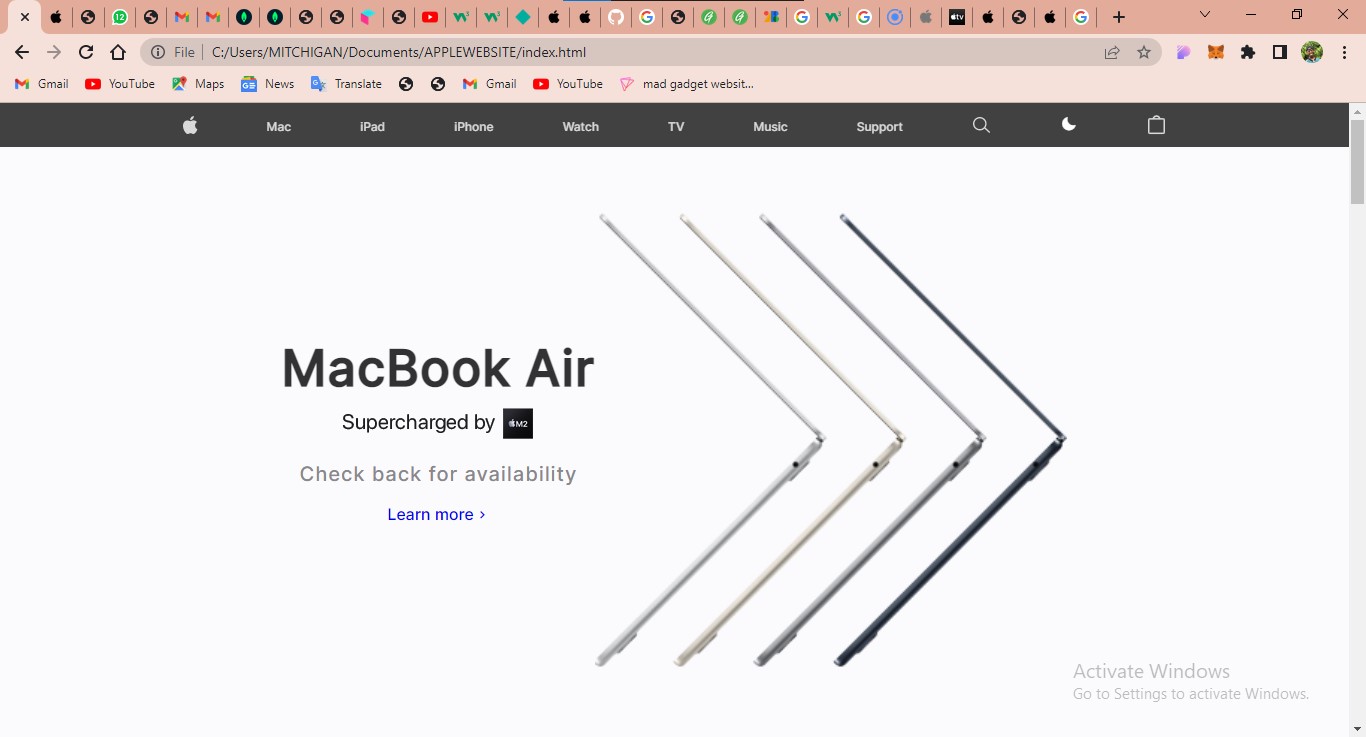 12
tv
File C:/Users/MITCHIGAN/Documents/APPLEWEBSITE/index.html
Gmail YouTube Maps News Translate Gmail YouTube mad gadget websit...
Mac iPad iPhone Watch TV Music Support
MacBook Air
Supercharged by M2
Check back for availability
Learn more ›
Activate Windows
Go to Settings to activate Windows.